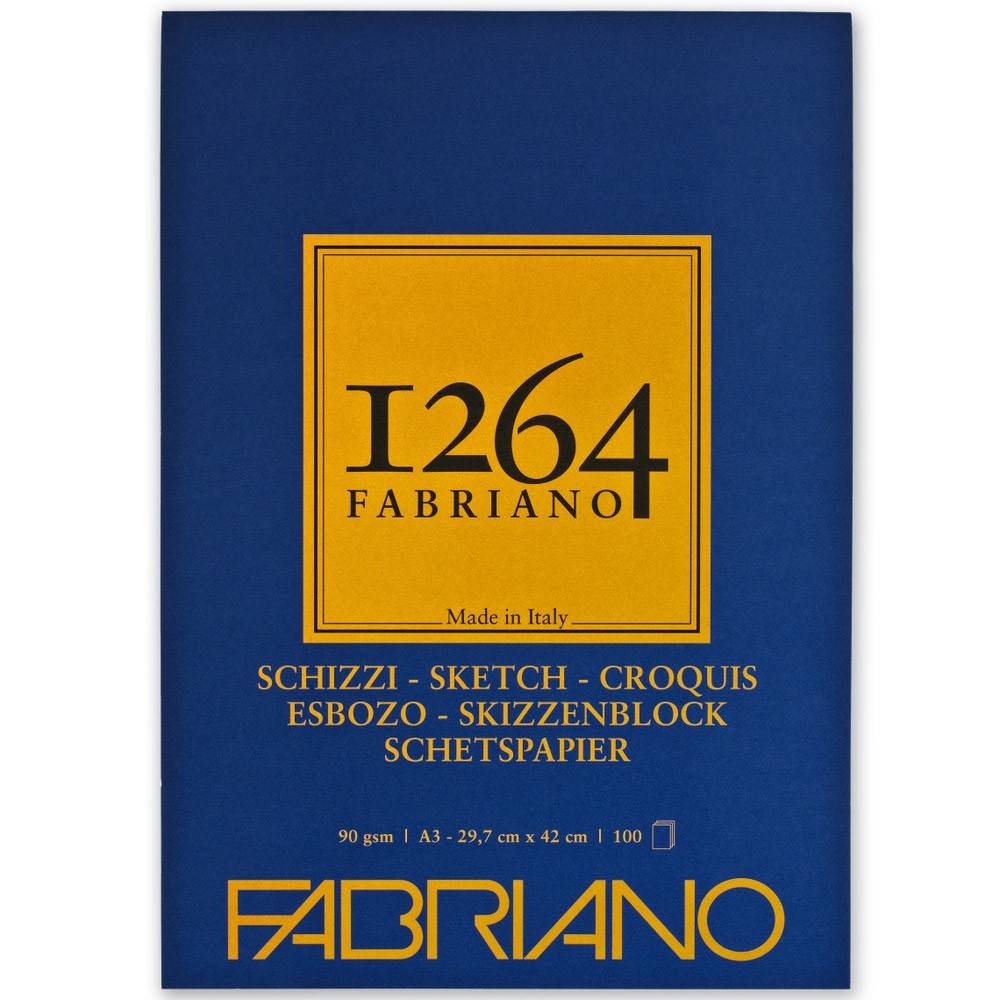 1264
FABRIANO
Made in Italy
SCHIZZI - SKETCH - CROQUIS
ESBOZO - SKIZZENBLOCK
SCHETSPAPIER
90 gsm | A3 - 29,7 cm x 42 cm | 100
FABRIANO